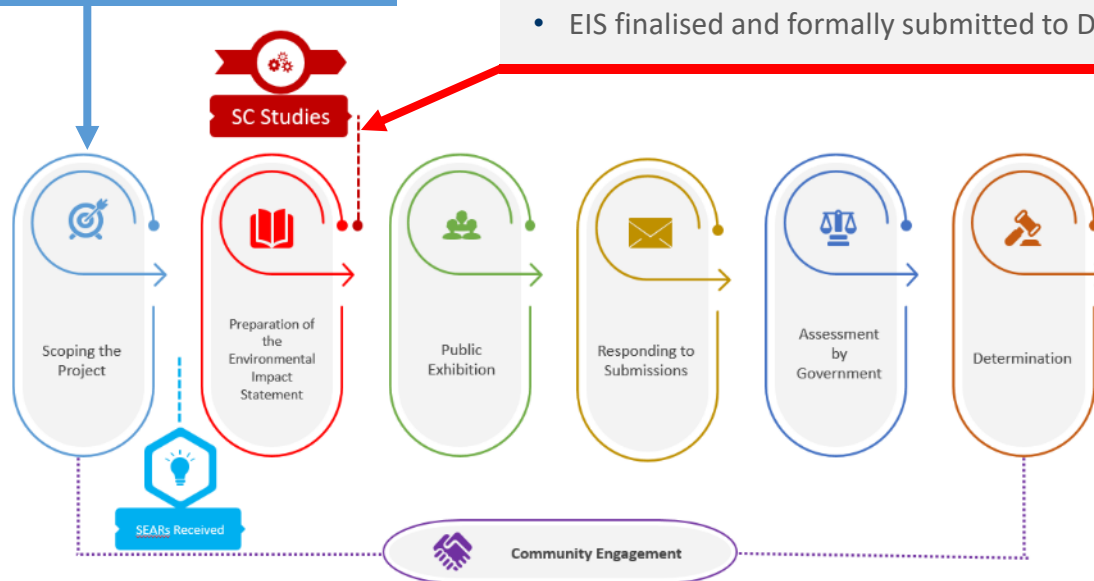 • EIS finalised and formally submitted to D
SC Studies
Scoping the
Project
Preparation of
the
Environmental
Impact
Statement
Public
Exhibition
Responding to
Submissions
Assessment
by
Government
Determination
SEARs Received
Community Engagement